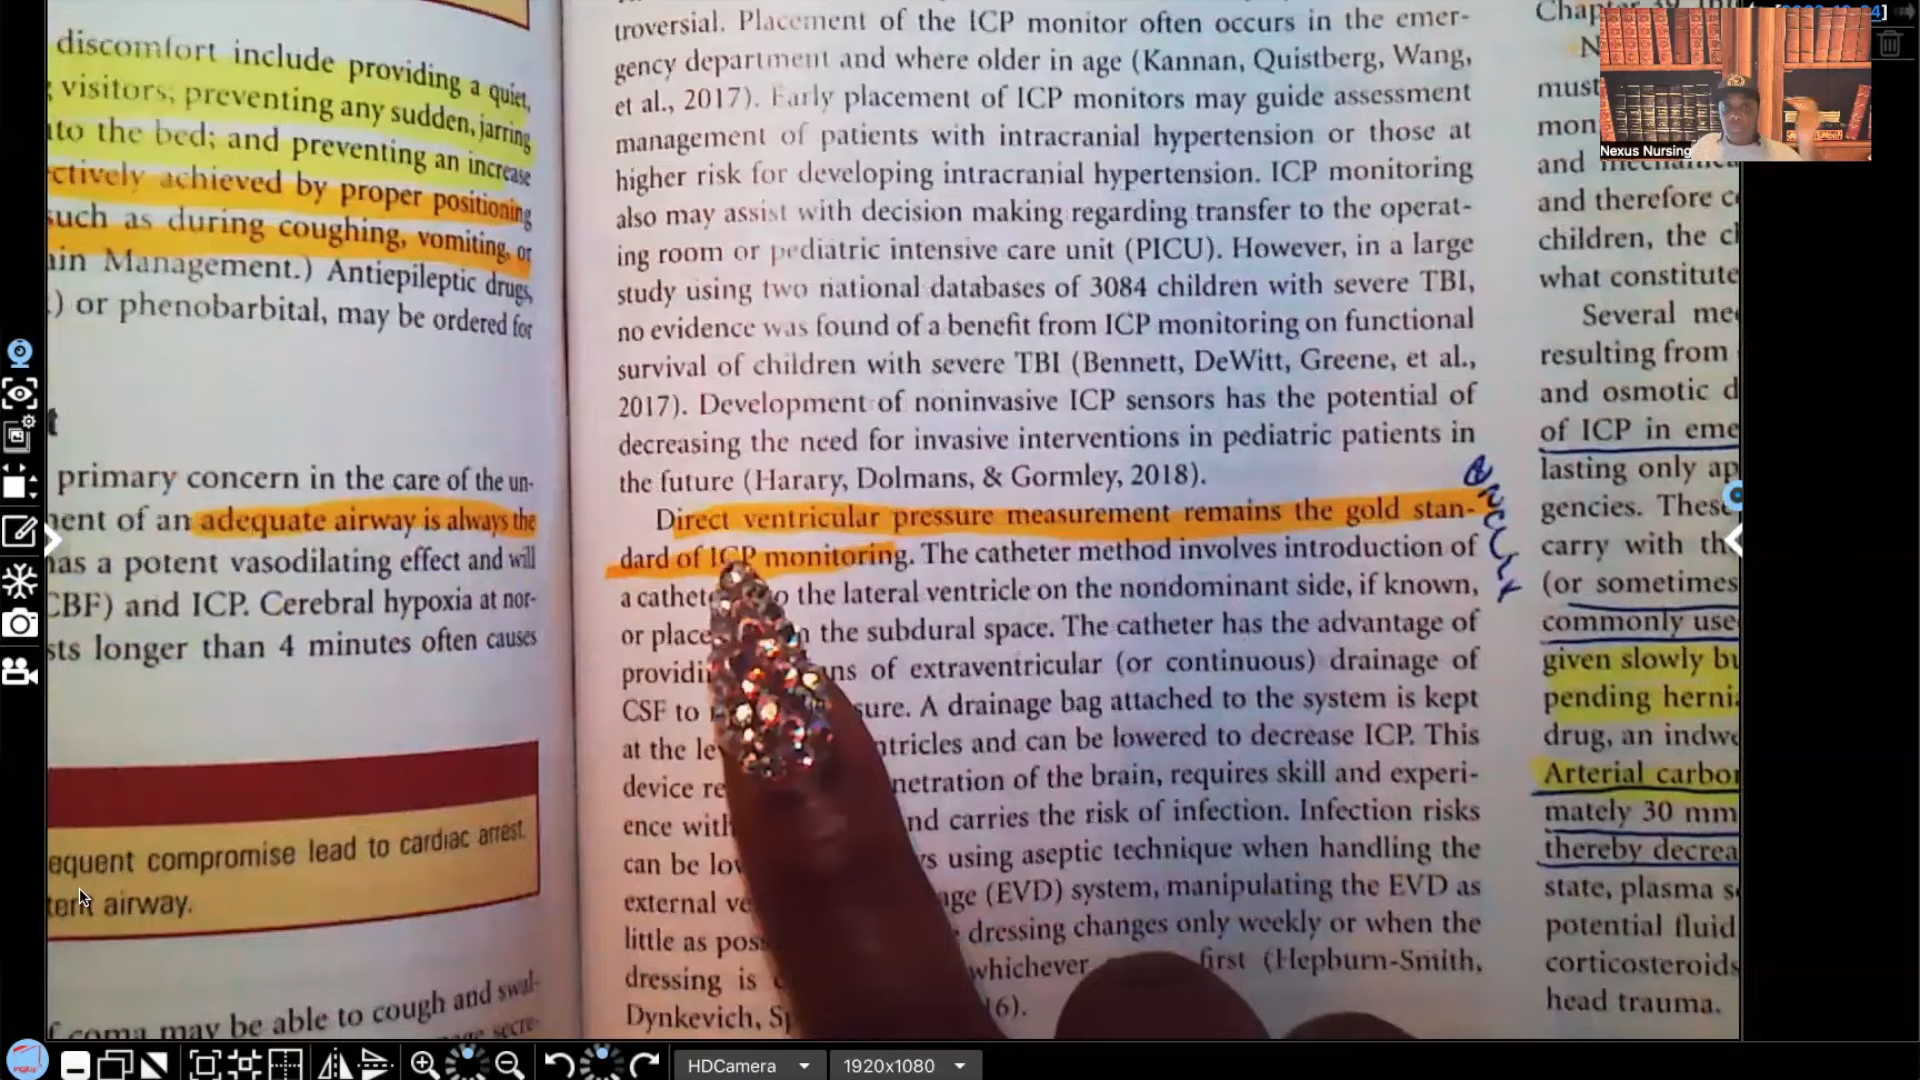 discomfort include providing a quiet,
visitors; preventing any sudden, jarring
to the bed; and preventing an increase
ctively achieved by proper positioning
such as during coughing, vomiting, or
ain Management.) Antiepileptic drugs,
.) or phenobarbital, may be ordered for
t
primary concern in the care of the un-
ment of an adequate airway is always the
has a potent vasodilating effect and will
CBF) and ICP. Cerebral hypoxia at nor-
sts longer than 4 minutes often causes
equent compromise lead to cardiac arrest.
tent airway.
f coma may be able to cough and swal-
secre-
troversial. Placement of the ICP monitor often occurs in the emer-
gency department and where older in age (Kannan, Quistberg, Wang,
et al., 2017). Early placement of ICP monitors may guide assessment
management of patients with intracranial hypertension or those at
higher risk for developing intracranial hypertension. ICP monitoring
also may assist with decision making regarding transfer to the operat-
ing room or pediatric intensive care unit (PICU). However, in a large
study using two national databases of 3084 children with severe TBI,
no evidence was found of a benefit from ICP monitoring on functional
survival of children with severe TBI (Bennett, DeWitt, Greene, et al.,
2017). Development of noninvasive ICP sensors has the potential of
decreasing the need for invasive interventions in pediatric patients in
the future (Harary, Dolmans, & Gormley, 2018).
Direct ventricular pressure measurement remains the gold stan-
dard of ICP monitoring. The catheter method involves introduction of
a cathet the lateral ventricle on the nondominant side, if known,
or place the subdural space. The catheter has the advantage of
providi ns of extraventricular (or continuous) drainage of
CSF to sure. A drainage bag attached to the system is kept
at the le ntricles and can be lowered to decrease ICP. This
device re netration of the brain, requires skill and experi-
ence with nd carries the risk of infection. Infection risks
can be lov ys using aseptic technique when handling the
external ve age (EVD) system, manipulating the EVD as
little as poss dressing changes only weekly or when the
dressing is whichever first (Hepburn-Smith,
Dynkevich, Sp 16).
Chap
N
must
mon
and mechanica
and therefore c
children, the cl
what constitute
Several me
resulting from
and osmotic d
of ICP in eme
lasting only ap
gencies. These
carry with th
(or sometimes
commonly use
given slowly bu
pending herni
drug, an indwe
Arterial carbo
mately 30 mm
thereby decrea
state, plasma s
potential fluid
corticosteroids
head trauma.
Nexus Nursing
HDCamera
1920x1080